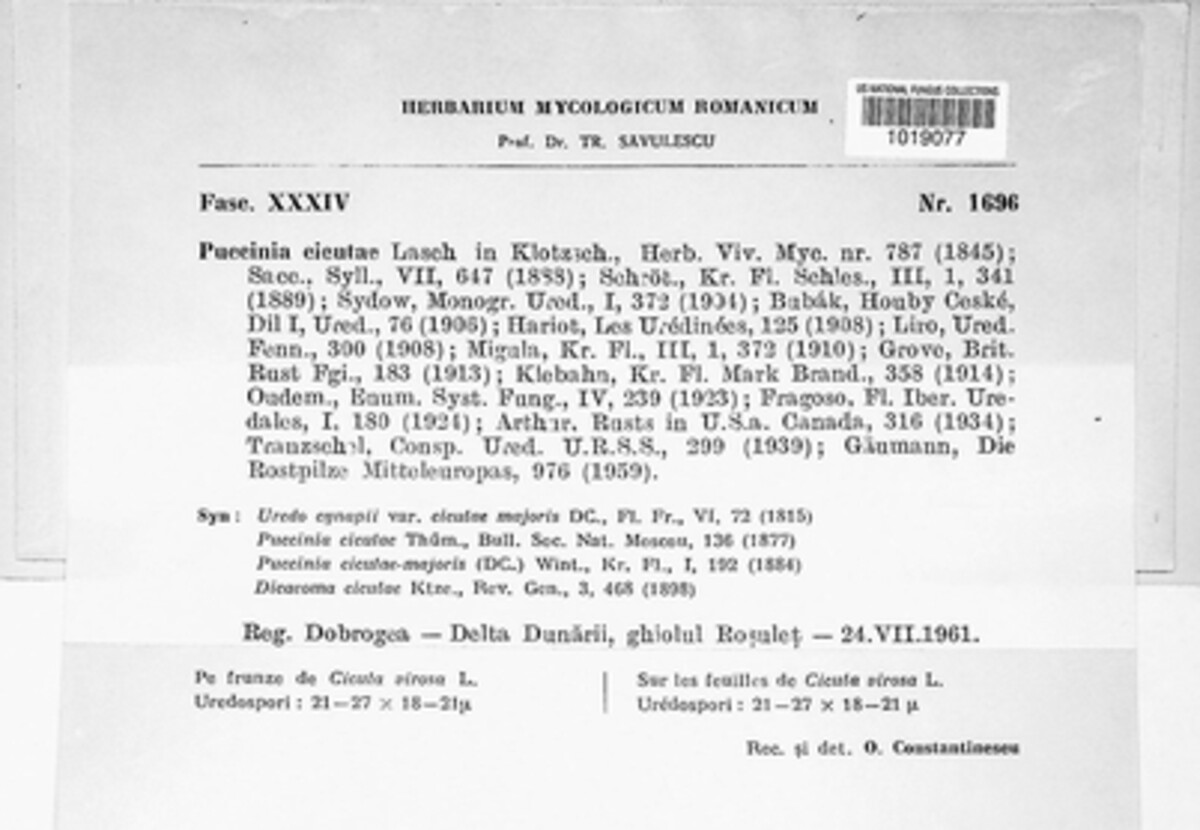 HERBARIUM MYCOLOGICUM ROMANICUM
US NATIONAL FUNGUS COLLECTIONS
1019077
Prof. Dr. TR. SAVULESCU
Fasc. XXXIV
Nr. 1696
Puccinia cicutae Lasch in Klotzsch., Herb. Viv. Myc. nr. 787 (1845);
Sacc., Syll., VII, 647 (1888); Schröt., Kr. Fl. Schles., III, 1, 341
(1889); Sydow, Monogr. Ured., I, 372 (1904); Bubák, Houby Ceské,
Dil I, Ured., 76 (1906); Hariot, Les Urédinées, 125 (1908); Liro, Ured.
Fenn., 300 (1908); Migula, Kr. Fl., III, 1, 372 (1910); Grove, Brit.
Rust Fgi., 183 (1913); Klebahn, Kr. Fl. Mark Brand., 358 (1914);
Oudem., Enum. Syst. Fung., IV, 239 (1923); Fragoso, Fl. Iber. Ure-
dales, I, 180 (1924); Arthur. Rusts in U.S.a. Canada, 316 (1934);
Tranzschel, Consp. Ured. U.R.S.S., 299 (1939); Gäumann, Die
Rostpilze Mitteleuropas, 976 (1959).
Syn: Uredo cynapii var. cicutae majoris DC., Fl. Fr., VI, 72 (1815)
Puccinia cicutae Thüm., Bull. Soc. Nat. Moscou, 136 (1877)
Puccinia cicutae-majoris (DC.) Wint., Kr. Fl., I, 192 (1884)
Dicaeoma cicutae Ktze., Rev. Gen., 3, 468 (1898)
Reg. Dobrogea — Delta Dunării, ghiolul Roșuleț — 24.VII.1961.
Pe frunze de Cicuta virosa L.
Uredospori: 21—27 × 18—21μ
Sur les feuilles de Cicuta virosa L.
Urédospori: 21—27 × 18—21 μ
Rec. și det. O. Constantinescu